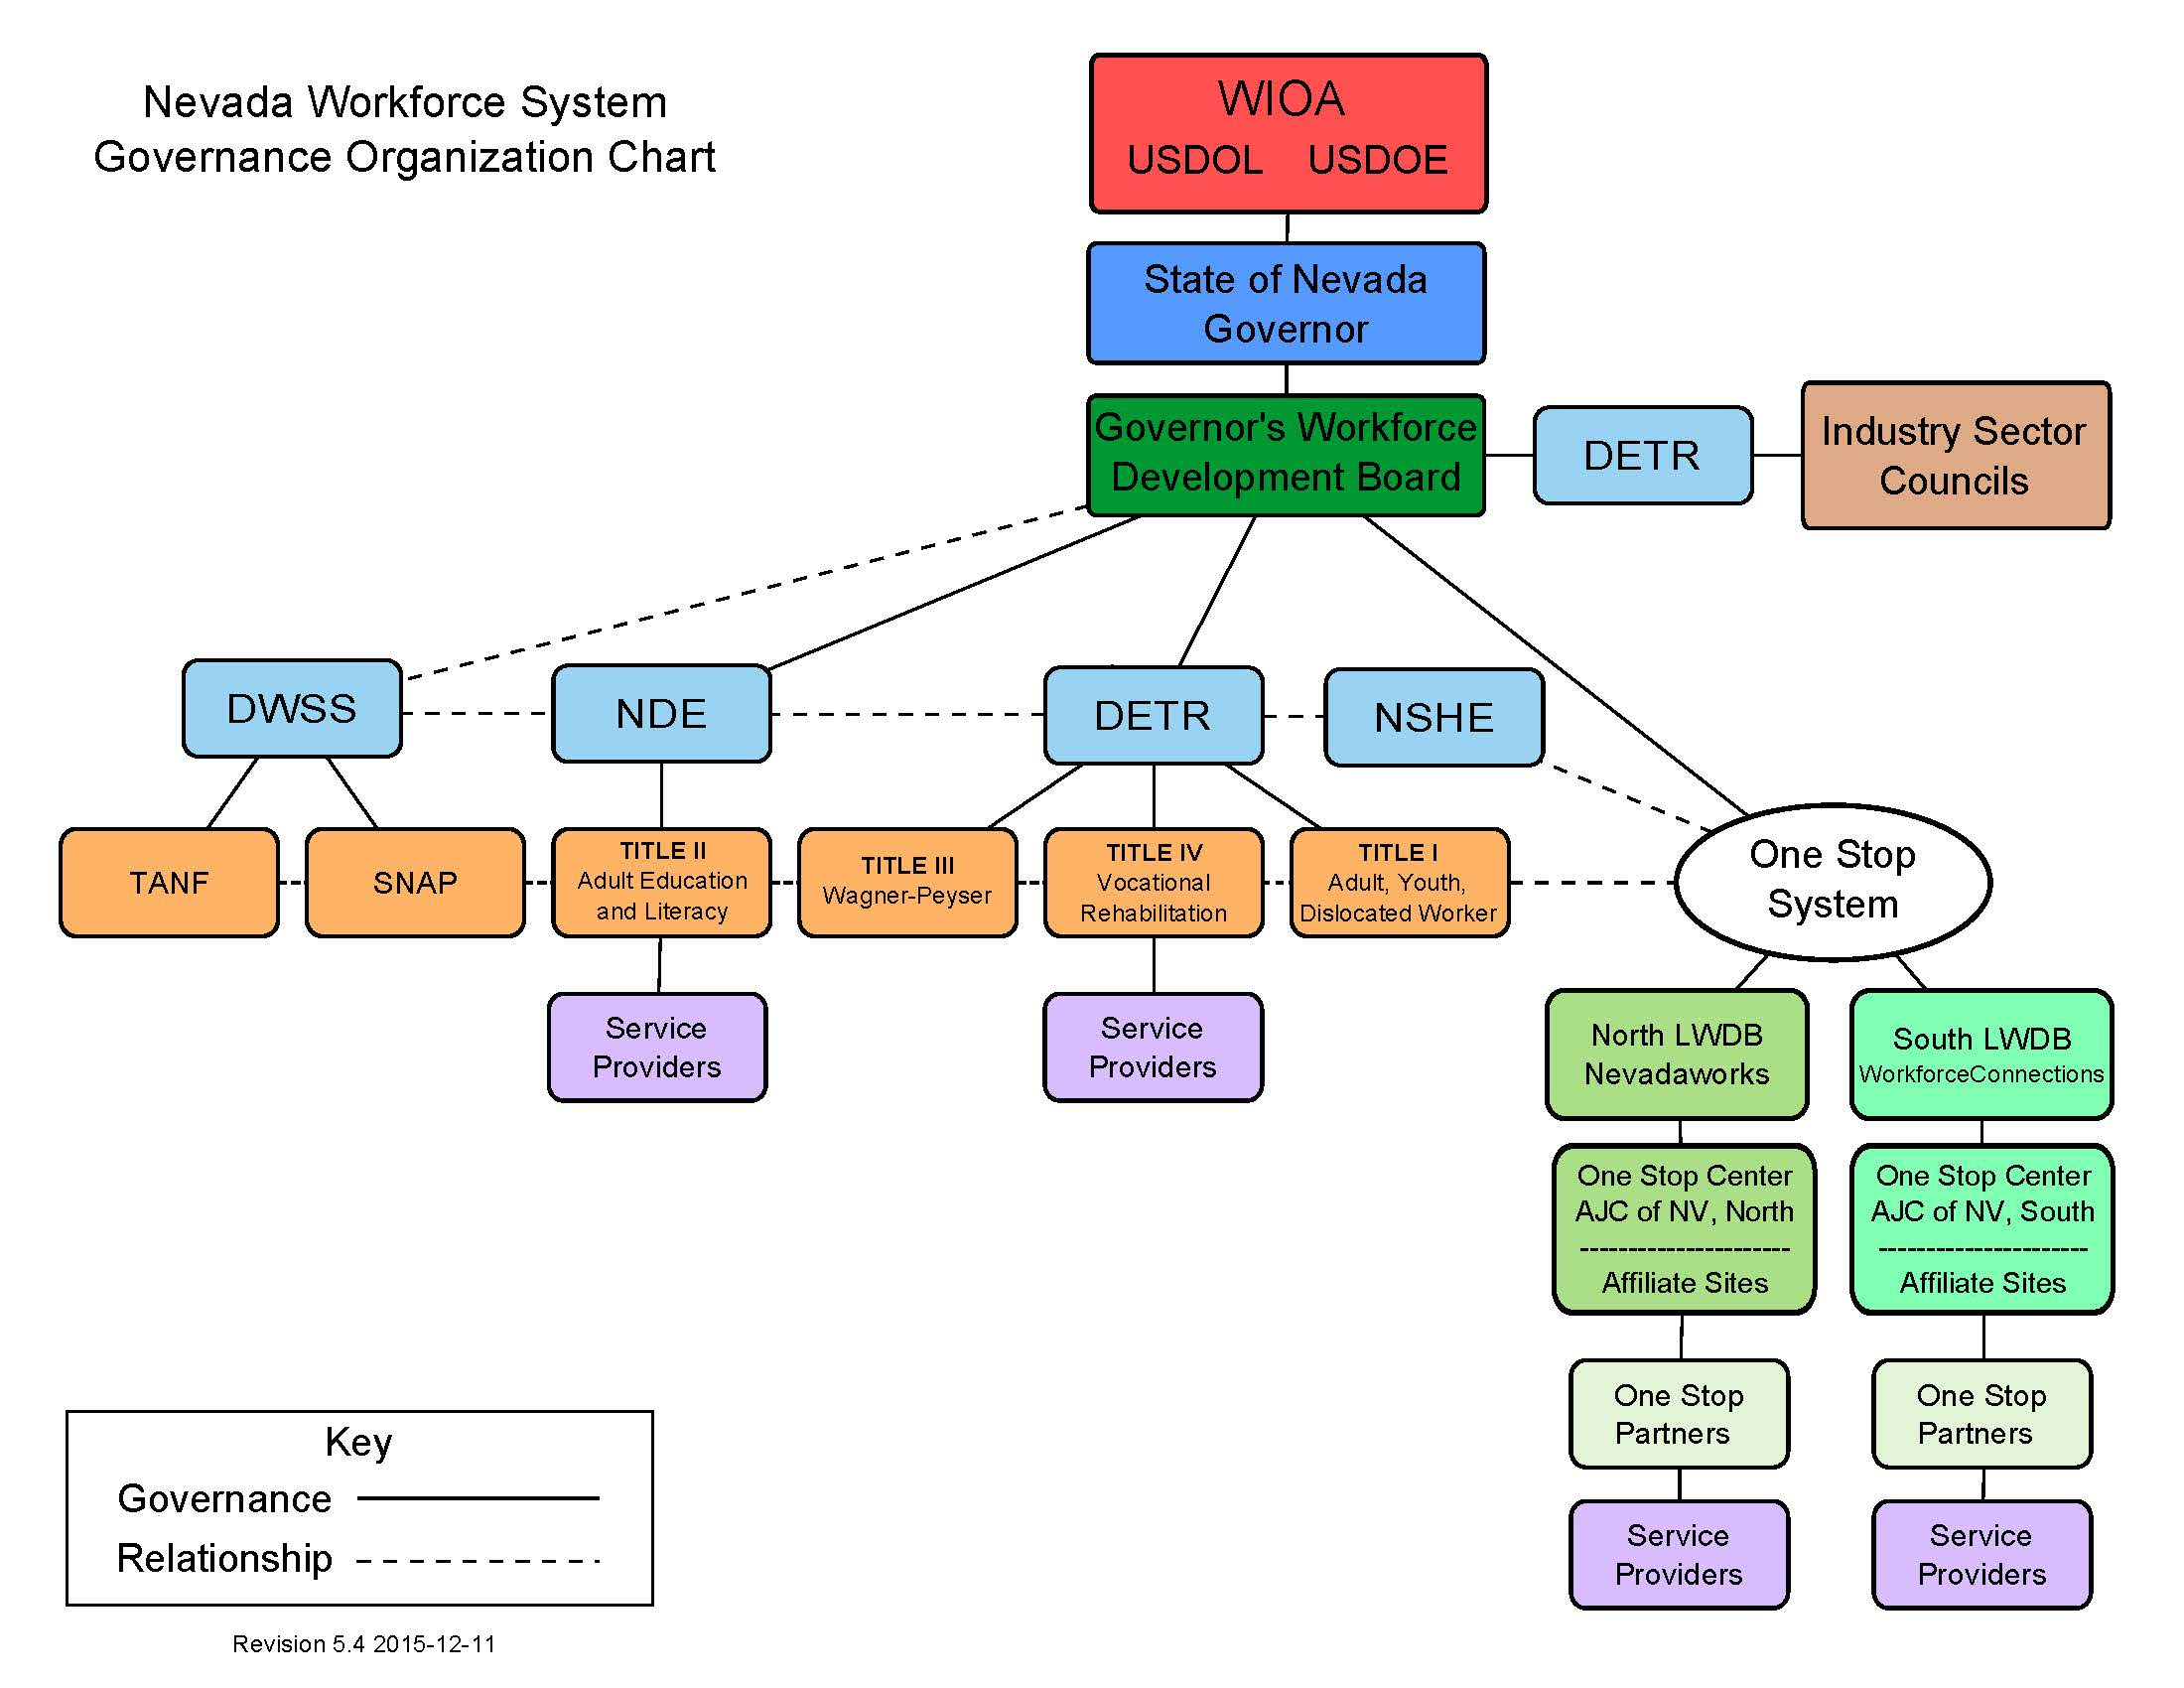 Nevada Workforce System
Governance Organization Chart
WIOA
USDOL USDOE
State of Nevada
Governor
Governor's Workforce
Development Board
DETR
Industry Sector
Councils
DWSS
NDE
DETR
NSHE
TANF
SNAP
TITLE II
Adult Education
and Literacy
TITLE III
Wagner-Peyser
TITLE IV
Vocational
Rehabilitation
TITLE I
Adult, Youth,
Dislocated Worker
One Stop
System
Service
Providers
Service
Providers
North LWDB
Nevadaworks
South LWDB
WorkforceConnections
One Stop Center
AJC of NV, North
----------------------
Affiliate Sites
One Stop Center
AJC of NV, South
----------------------
Affiliate Sites
One Stop
Partners
One Stop
Partners
Service
Providers
Service
Providers
Key
Governance
Relationship
Revision 5.4 2015-12-11